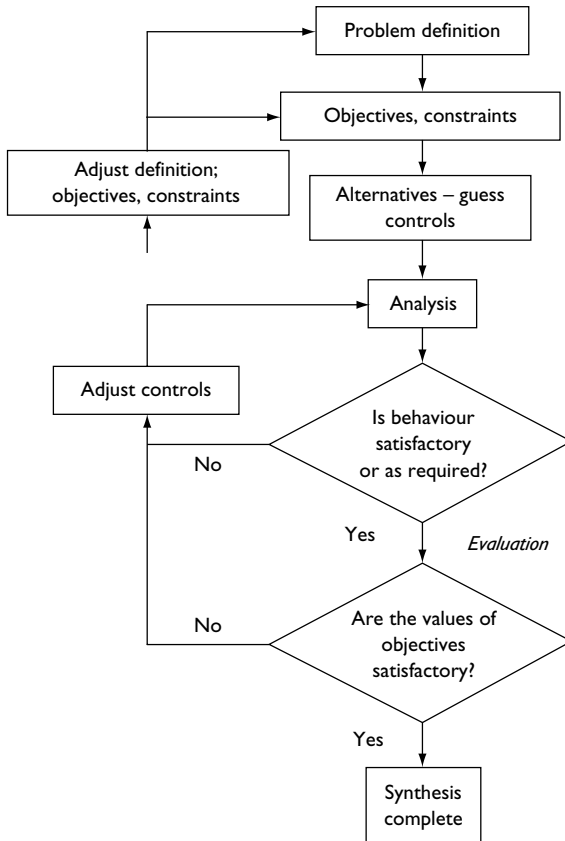 Problem definition
Objectives, constraints
Adjust definition;
objectives, constraints
Alternatives – guess
controls
Analysis
Adjust controls
Is behaviour
satisfactory
or as required?
No
Yes
Evaluation
Are the values of
objectives
satisfactory?
No
Yes
Synthesis
complete